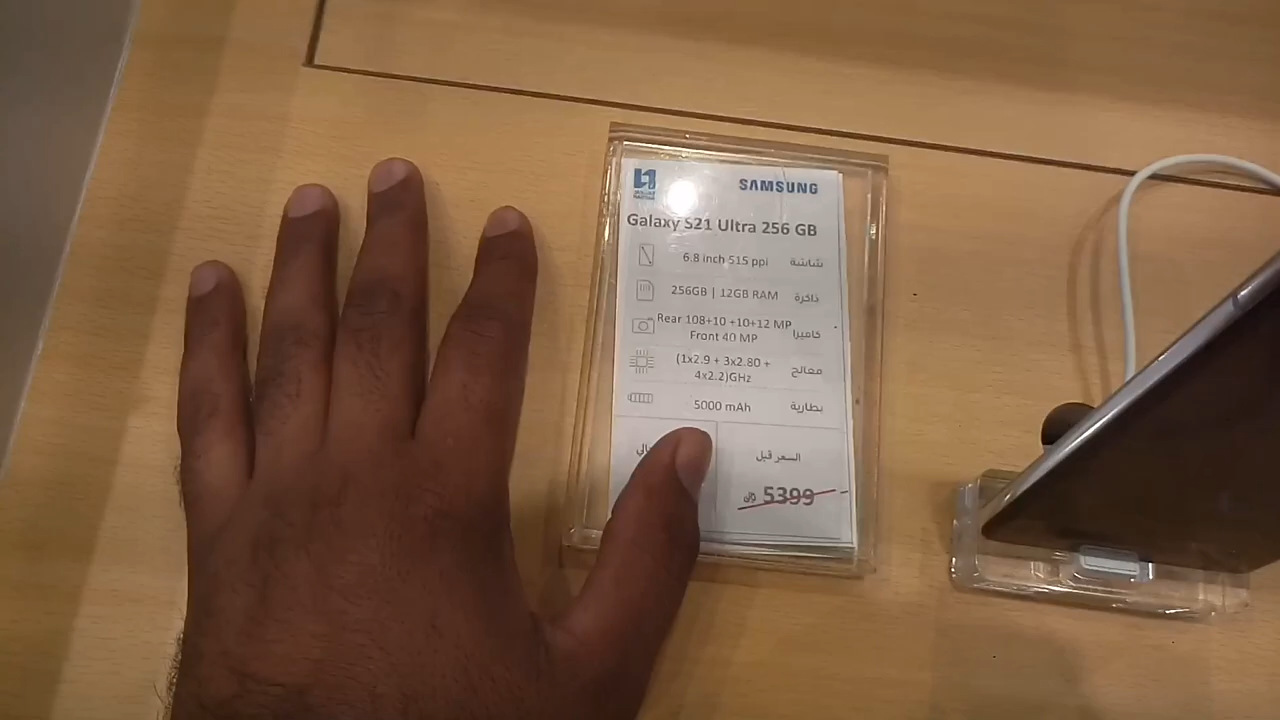 SAMSUNG
Galaxy S21 Ultra 256 GB
6.8 inch 515 ppi شاشة
256GB | 12GB RAM ذاكرة
Rear 108+10 +10+12 MP كاميرا
Front 40 MP
(1x2.9 + 3x2.80 + معالج
4x2.2)GHz
5000 mAh بطارية
السعر قبل
5399 ريال